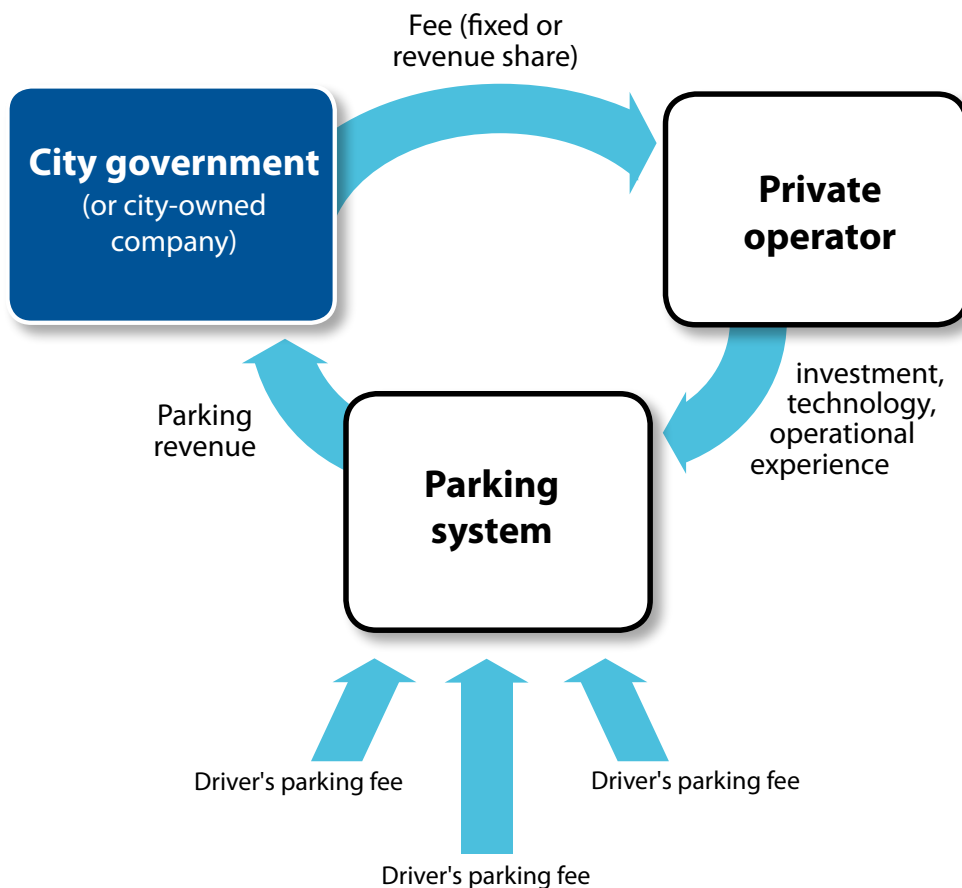 Fee (fixed or
revenue share)
City government
(or city-owned
company)
Private
operator
investment,
technology,
operational
experience
Parking
revenue
Parking
system
Driver's parking fee
Driver's parking fee
Driver's parking fee